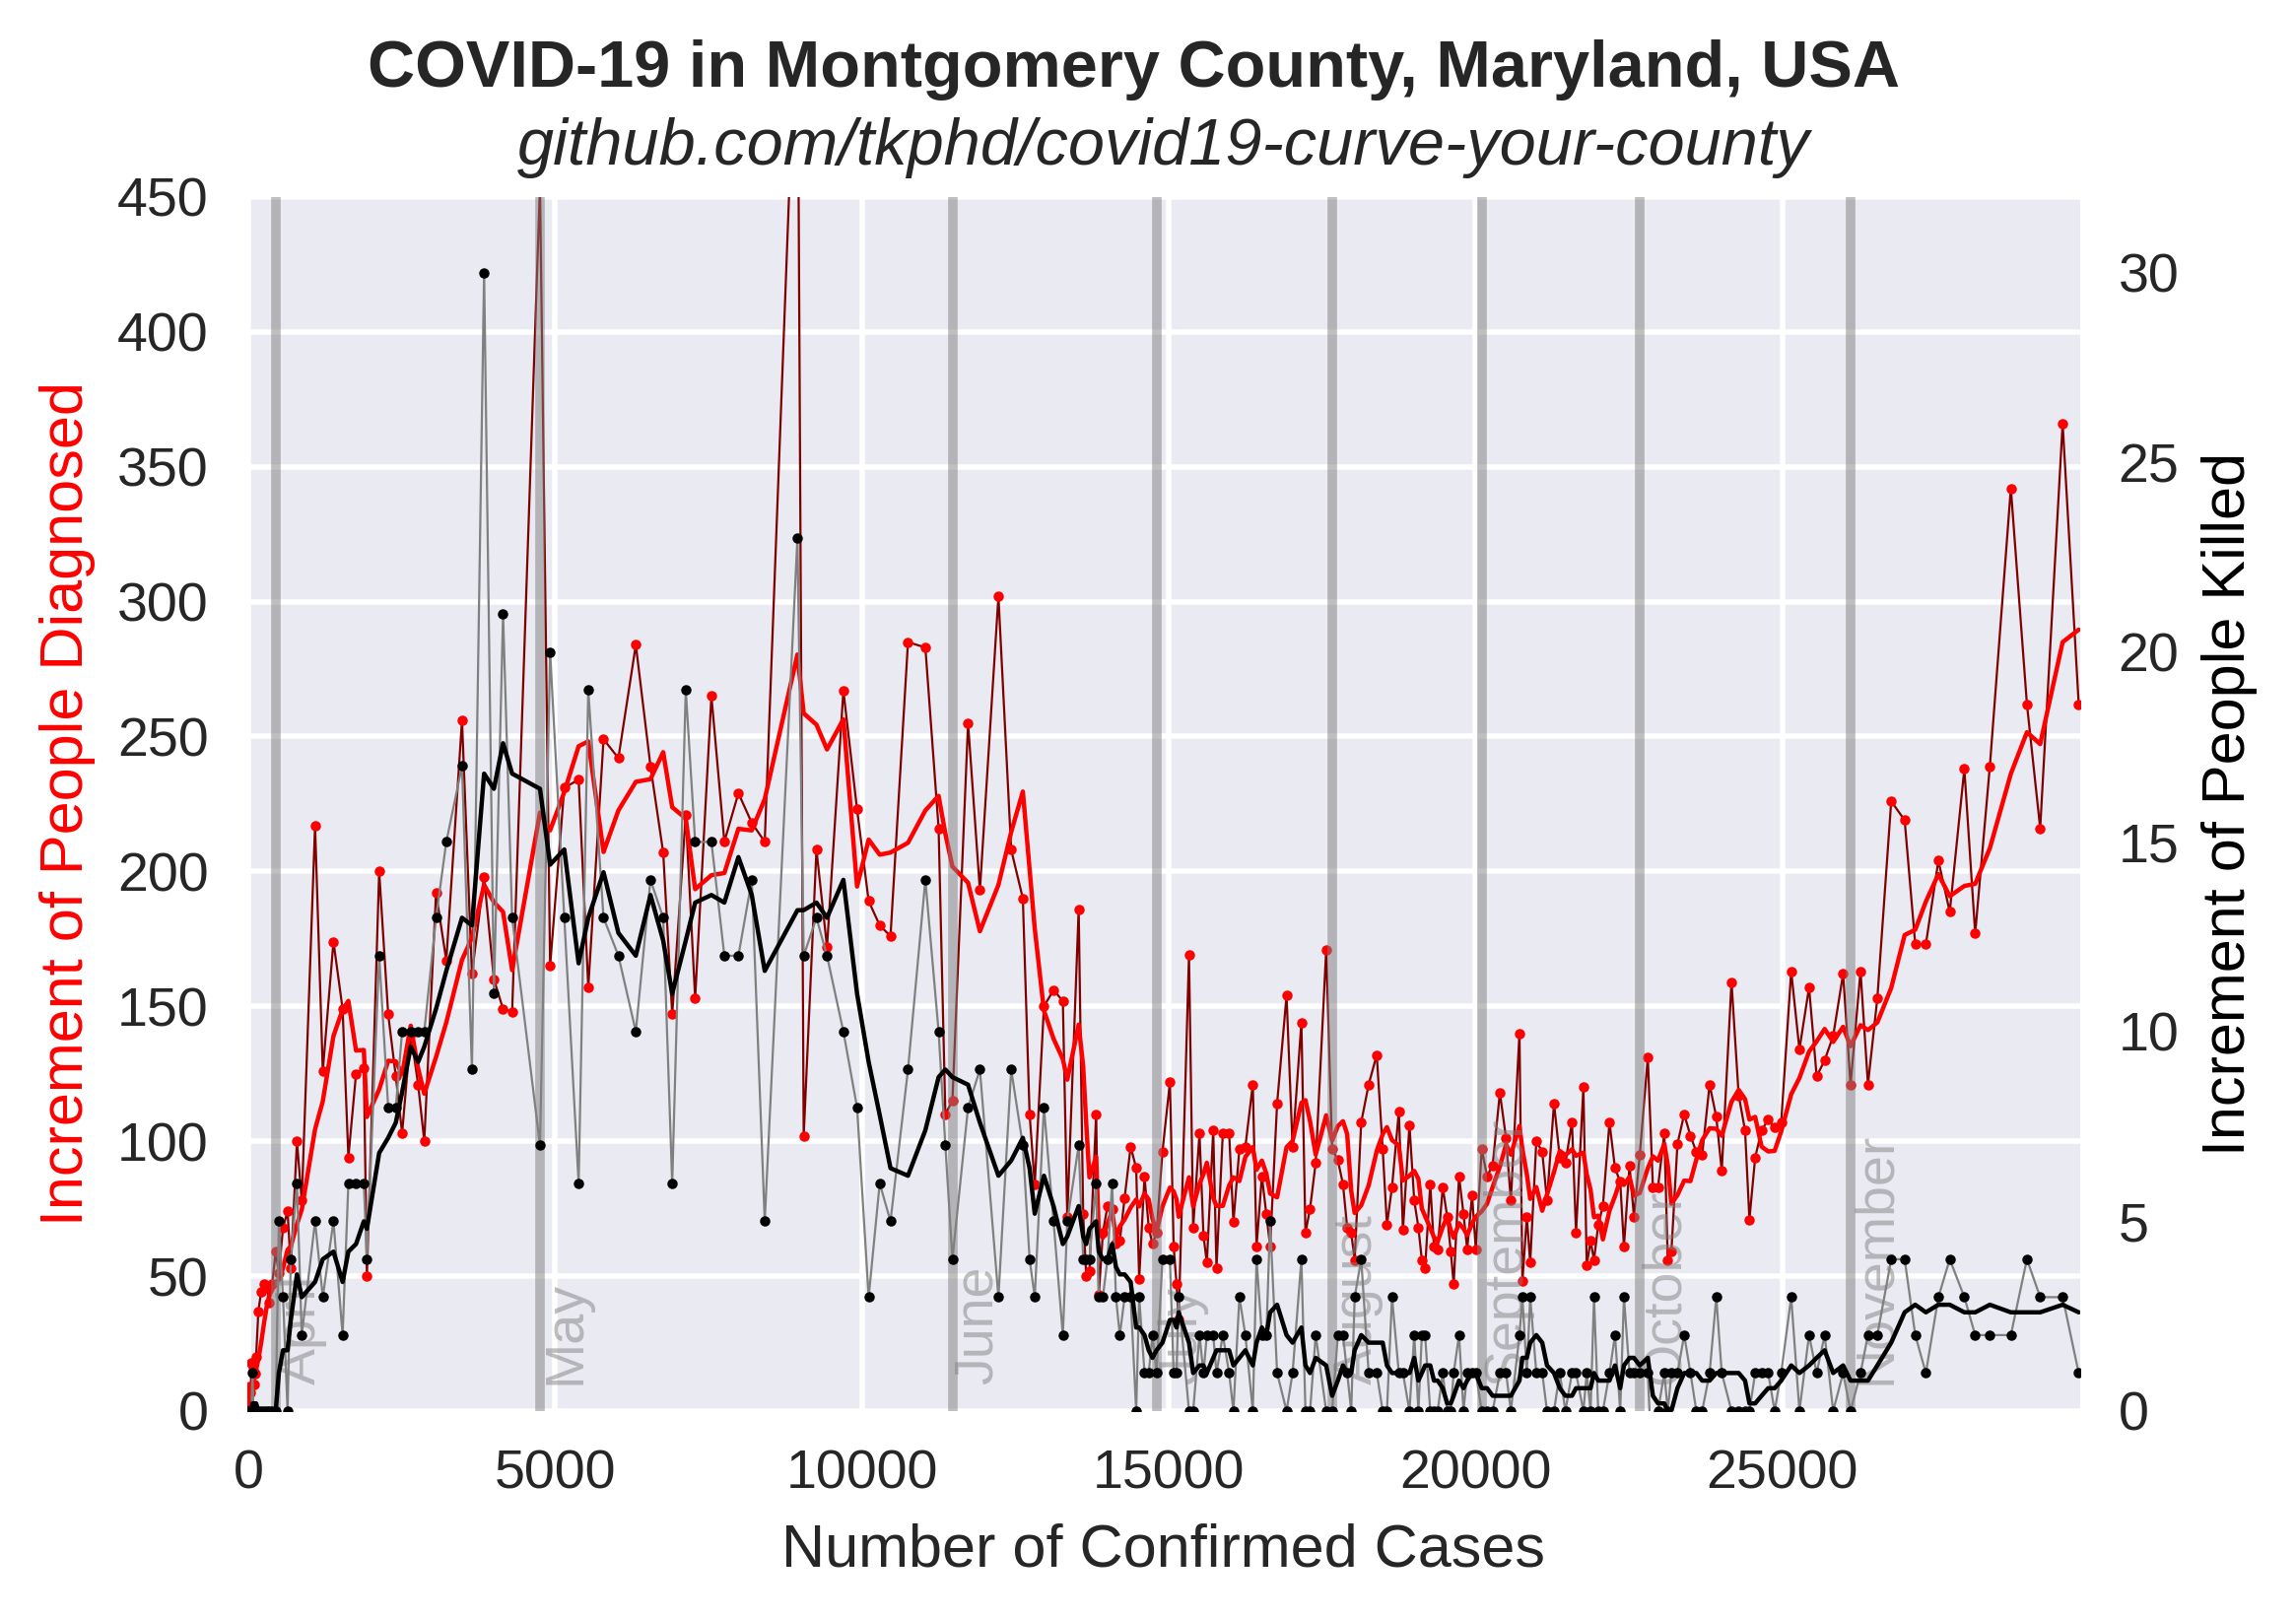 COVID-19 in Montgomery County, Maryland, USA
github.com/tkphd/covid19-curve-your-county
Increment of People Diagnosed
450
400
350
300
250
200
150
100
50
0
30
25
20
15
10
5
0
Increment of People Killed
April
May
June
July
August
September
October
November
0
5000
10000
15000
20000
25000
Number of Confirmed Cases